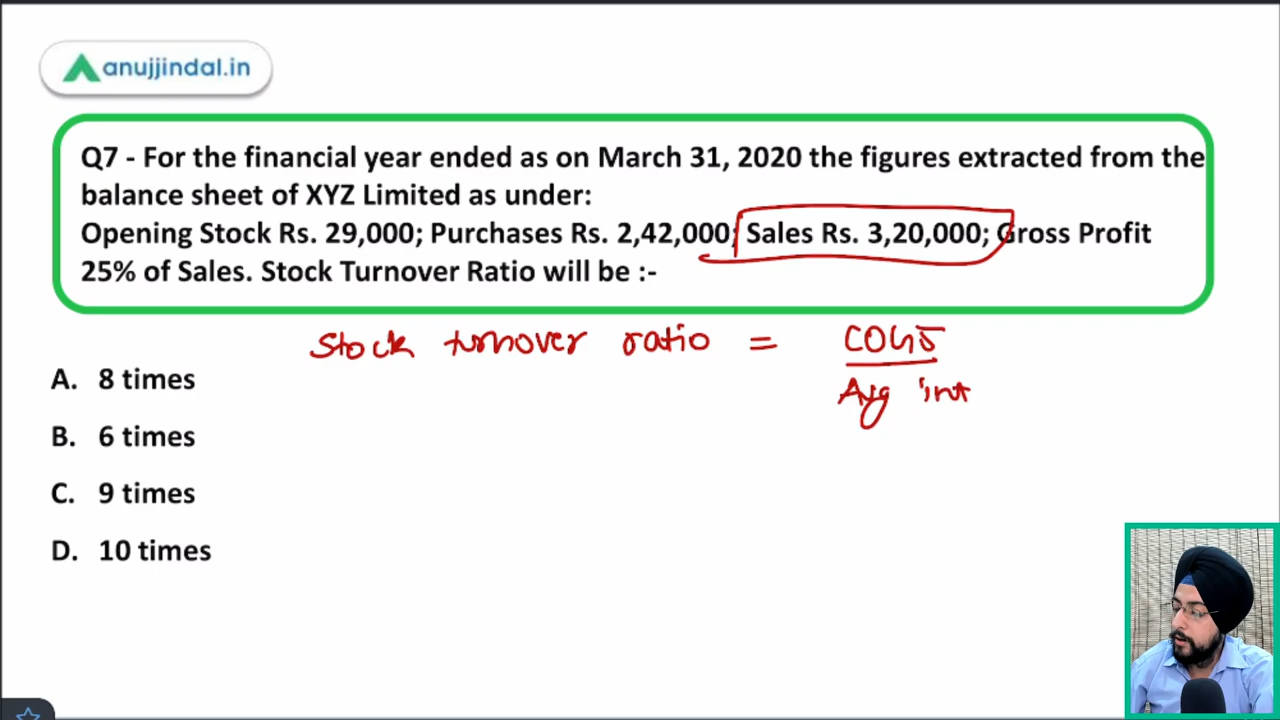 anujjindal.in
Q7 - For the financial year ended as on March 31, 2020 the figures extracted from the
balance sheet of XYZ Limited as under:
Opening Stock Rs. 29,000; Purchases Rs. 2,42,000; Sales Rs. 3,20,000; Gross Profit
25% of Sales. Stock Turnover Ratio will be :-
Stock turnover ratio = COGS
Avg int
A. 8 times
B. 6 times
C. 9 times
D. 10 times